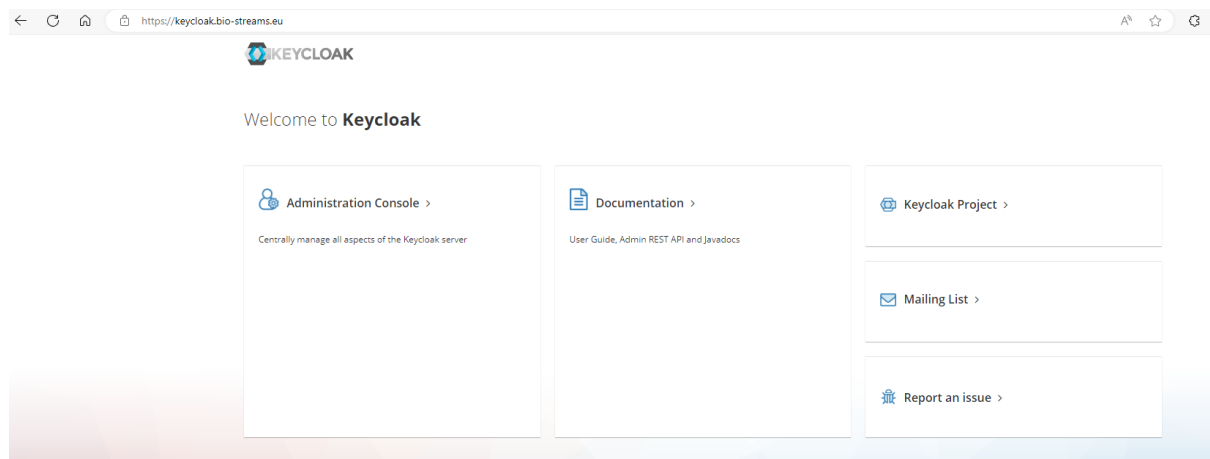 https://keycloak.bio-streams.eu
KEYCLOAK
Welcome to Keycloak
Administration Console >
Centrally manage all aspects of the Keycloak server
Documentation >
User Guide, Admin REST API and Javadocs
Keycloak Project >
Mailing List >
Report an issue >